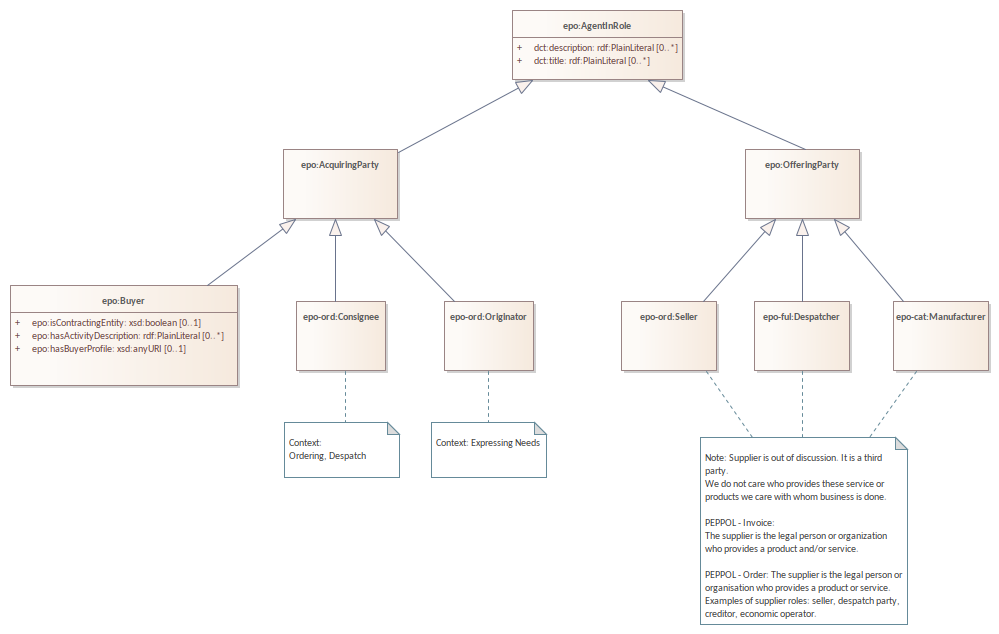 epo:AgentInRole
+ dct:description: rdf:PlainLiteral [0..*]
+ dct:title: rdf:PlainLiteral [0..*]
epo:AcquiringParty
epo:OfferingParty
epo:Buyer
+ epo:isContractingEntity: xsd:boolean [0..1]
+ epo:hasActivityDescription: rdf:PlainLiteral [0..*]
+ epo:hasBuyerProfile: xsd:anyURI [0..1]
epo-ord:Consignee
epo-ord:Originator
epo-ord:Seller
epo-ful:Despatcher
epo-cat:Manufacturer
Context:
Ordering, Despatch
Context: Expressing Needs
Note: Supplier is out of discussion. It is a third
party.
We do not care who provides these service or
products we care with whom business is done.
PEPPOL - Invoice:
The supplier is the legal person or organization
who provides a product and/or service.
PEPPOL - Order: The supplier is the legal person or
organisation who provides a product or service.
Examples of supplier roles: seller, despatch party,
creditor, economic operator.